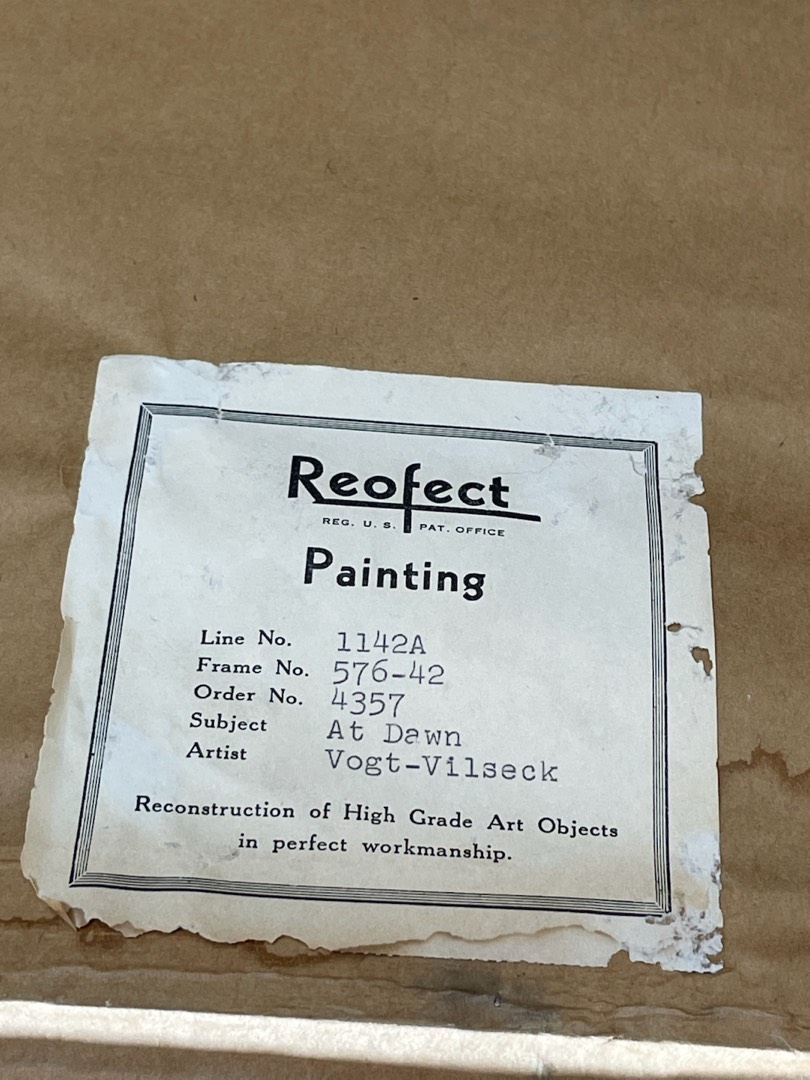 Reofect
REG. U. S. PAT. OFFICE
Painting
Line No. 1142A
Frame No. 576-42
Order No. 4357
Subject At Dawn
Artist Vogt-Vilseck
Reconstruction of High Grade Art Objects
in perfect workmanship.